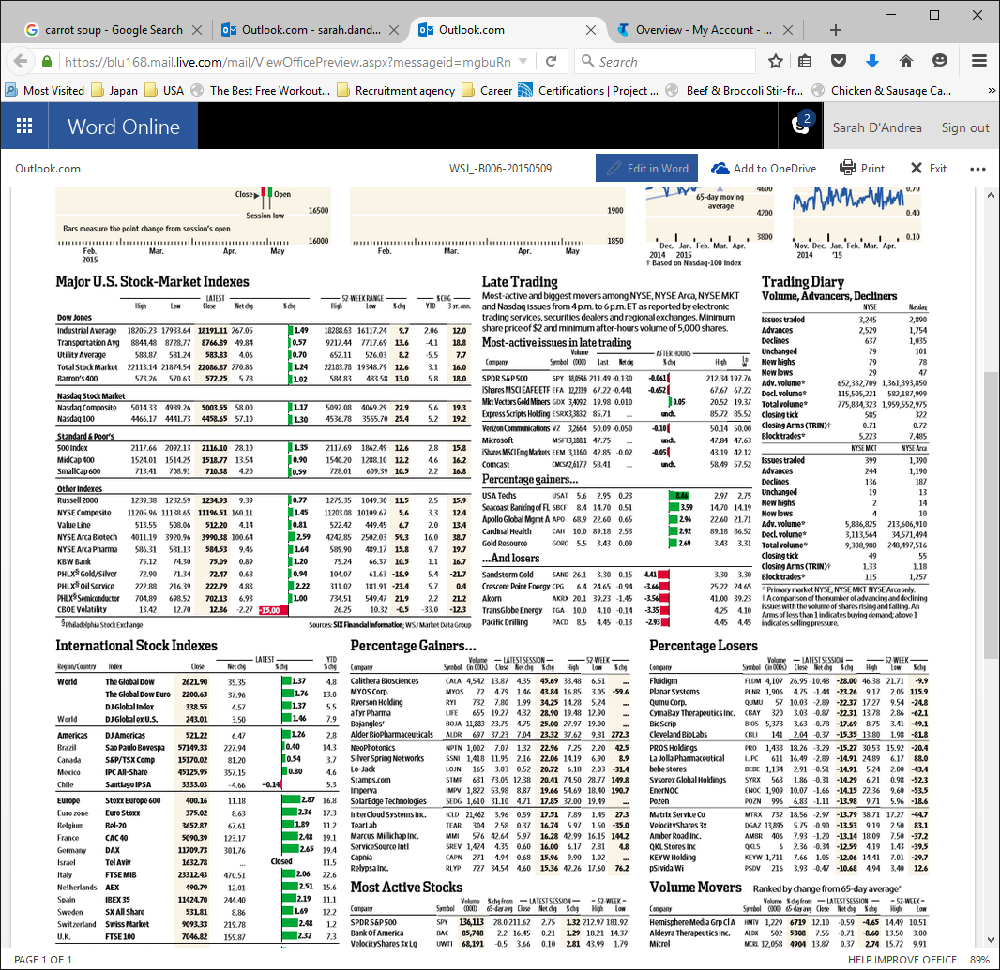 carrot soup - Google Search
Outlook.com - sarah.dand...
Outlook.com
Overview - My Account - ...
https://blu168.mail.live.com/mail/ViewOfficePreview.aspx?messageid=mgbuRn
Search
Most Visited Japan USA The Best Free Workout... Recruitment agency Career Certifications | Project ... Beef & Broccoli Stir-fr... Chicken & Sausage Ca... »
Word Online
2
Sarah D'Andrea Sign out
Outlook.com WSJ_-B006-20150509 Edit in Word Add to OneDrive Print Exit
Close Open
Session low
16500
Bars measure the point change from session's open
16000
Feb. Mar. Apr. May
2015
1900
1850
Feb. Mar. Apr. May
4600
65-day moving
average
4200
3800
Dec. Jan. Feb. Mar. Apr.
2014 2015
† Based on Nasdaq-100 Index
0.70
0.40
0.10
Nov. Dec. Jan. Feb. Mar. Apr.
2014 '15
Major U.S. Stock-Market Indexes
LATEST 52-WEEK RANGE %CHG
High Low Close Net chg % chg High Low % chg YTD 3-yr. ann.
Dow Jones
Industrial Average 18205.23 17933.64 18191.11 267.05 1.49 18288.63 16117.24 9.7 2.06 12.0
Transportation Avg 8844.48 8728.77 8766.89 49.84 0.57 9217.44 7717.69 13.6 -4.1 18.8
Utility Average 588.87 581.24 583.83 4.06 0.70 652.11 526.03 8.2 -5.5 7.7
Total Stock Market 22113.14 21874.54 22086.87 270.86 1.24 22183.78 19348.79 12.6 3.1 16.0
Barron's 400 573.26 570.63 572.25 5.78 1.02 584.83 483.58 13.0 5.8 18.0
Nasdaq Stock Market
Nasdaq Composite 5014.33 4989.26 5003.55 58.00 1.17 5092.08 4069.29 22.9 5.6 19.3
Nasdaq 100 4466.17 4441.73 4458.65 57.10 1.30 4536.78 3555.70 25.4 5.2 19.2
Standard & Poor's
500 Index 2117.66 2092.13 2116.10 28.10 1.35 2117.69 1862.49 12.6 2.8 15.8
MidCap 400 1524.01 1514.25 1518.77 13.54 0.90 1540.20 1288.10 12.2 4.6 16.2
SmallCap 600 713.41 708.91 710.38 4.20 0.59 728.01 609.39 10.5 2.2 16.8
Other Indexes
Russell 2000 1239.38 1232.59 1234.93 9.39 0.77 1275.35 1049.30 11.5 2.5 15.9
NYSE Composite 11205.96 11138.65 11196.51 160.11 1.45 11203.08 10109.67 5.6 3.3 12.4
Value Line 513.55 508.06 512.20 4.14 0.81 522.42 449.45 6.7 2.0 13.4
NYSE Arca Biotech 4011.19 3920.96 3990.38 100.64 2.59 4242.85 2502.03 59.3 16.0 38.7
NYSE Arca Pharma 586.31 581.13 584.53 9.46 1.64 589.90 489.17 15.8 9.7 19.7
KBW Bank 75.12 74.30 75.09 0.89 1.20 75.24 66.37 10.5 1.1 16.7
PHLX§ Gold/Silver 72.90 71.34 72.47 0.68 0.94 104.07 61.63 -18.9 5.4 -21.7
PHLX§ Oil Service 222.88 216.39 222.79 4.83 2.22 311.02 181.91 -23.4 5.7 0.4
PHLX§ Semiconductor 704.89 698.52 702.13 6.93 1.00 734.51 549.47 21.9 2.2 21.2
CBOE Volatility 13.42 12.70 12.86 -2.27 -15.00 26.25 10.32 -0.5 -33.0 -12.3
§Philadelphia Stock Exchange Sources: SIX Financial Information; WSJ Market Data Group
Late Trading
Most-active and biggest movers among NYSE, NYSE Arca, NYSE MKT
and Nasdaq issues from 4 p.m. to 6 p.m. ET as reported by electronic
trading services, securities dealers and regional exchanges. Minimum
share price of $2 and minimum after-hours volume of 5,000 shares.
Most-active issues in late trading
Volume AFTER HOURS
Company Symbol (000) Last Net chg % chg High Low
SPDR S&P 500 SPY 211.49 -0.130 -0.061 212.34 197.76
iShares MSCI EAFE ETF EFA 67.22 -0.441 -0.652 67.67 67.22
Mkt Vectors Gold Miners GDX 3,409.2 19.98 0.010 0.05 20.52 19.37
Express Scripts Holding ESRX 85.71 ... unch. 85.72 85.52
Verizon Communications VZ 3,266.4 50.09 -0.050 -0.10 50.14 50.00
Microsoft MSFT 3,188.1 47.75 ... unch. 47.84 47.63
iShares MSCI Emg Markets EEM 3,116.0 42.85 -0.02 -0.05 43.19 42.12
Comcast CMCSA 2,617.7 58.41 ... unch. 58.49 57.52
Percentage gainers...
USA Techs USAT 5.6 2.95 0.23 8.46 2.97 2.75
Seacoast Banking of FL SBCF 8.4 14.70 0.51 3.59 14.70 14.19
Apollo Global Mgmt A APO 68.9 22.60 0.65 2.96 22.60 21.71
Cardinal Health CAH 10.0 89.18 2.53 2.92 89.18 86.52
Gold Resource GORO 5.5 3.43 0.09 2.69 3.43 3.31
...And losers
Sandstorm Gold SAND 26.1 3.30 -0.15 -4.41 3.30 3.30
Crescent Point Energy CPG 6.4 24.65 -0.94 -3.66 25.22 24.65
Akorn AKRX 20.1 39.23 -1.45 -3.56 41.00 39.23
TransGlobe Energy TGA 10.0 4.10 -0.14 -3.35 4.25 4.10
Pacific Drilling PACD 8.5 4.45 -0.13 -2.93 4.45 4.45
Trading Diary
Volume, Advancers, Decliners
NYSE Nasdaq
Issues traded 3,245 2,890
Advances 2,529 1,754
Declines 637 1,035
Unchanged 79 101
New highs 79 78
New lows 29 47
Adv. volume* 652,332,709 1,361,393,850
Decl. volume* 115,505,221 582,187,999
Total volume* 775,834,323 1,959,552,975
Closing tick 585 322
Closing Arms (TRIN)† 0.71 0.72
Block trades* 5,223 7,485
NYSE MKT NYSE Arca
Issues traded 399 1,390
Advances 244 1,190
Declines 136 187
Unchanged 19 13
New highs 2 14
New lows 4 10
Adv. volume* 5,886,825 213,606,910
Decl. volume* 3,113,564 34,571,494
Total volume* 9,308,980 248,497,516
Closing tick 49 55
Closing Arms (TRIN)† 1.33 1.18
Block trades* 115 1,257
* Primary market NYSE, NYSE MKT NYSE Arca only.
† A comparison of the number of advancing and declining
issues with the volume of shares rising and falling. An
Arms of less than 1 indicates buying demand; above 1
indicates selling pressure.
International Stock Indexes
LATEST YTD
Region/Country Index Close Net chg % chg % chg
World The Global Dow 2621.90 35.35 1.37 4.8
The Global Dow Euro 2200.63 37.96 1.76 13.0
DJ Global Index 338.55 4.57 1.37 5.5
World DJ Global ex U.S. 243.01 3.50 1.46 7.9
Americas DJ Americas 521.22 6.47 1.26 2.8
Brazil Sao Paulo Bovespa 57149.33 227.94 0.40 14.3
Canada S&P/TSX Comp 15170.02 81.20 0.54 3.7
Mexico IPC All-Share 45125.95 357.15 0.80 4.6
Chile Santiago IPSA 3333.03 -4.66 -0.14 5.3
Europe Stoxx Europe 600 400.16 11.18 2.87 16.8
Euro zone Euro Stoxx 375.02 8.63 2.36 17.3
Belgium Bel-20 3652.87 67.61 1.89 11.2
France CAC 40 5090.39 123.17 2.48 19.1
Germany DAX 11709.73 301.76 2.65 19.4
Israel Tel Aviv 1632.78 ... Closed 11.5
Italy FTSE MIB 23312.43 470.51 2.06 22.6
Netherlands AEX 490.79 12.01 2.51 15.6
Spain IBEX 35 11424.70 244.40 2.19 11.1
Sweden SX All Share 531.81 8.86 1.69 12.2
Switzerland Swiss Market 9093.33 219.78 2.48 1.2
U.K. FTSE 100 7046.82 159.87 2.32 7.3
Percentage Gainers...
Volume LATEST SESSION 52-WEEK
Company Symbol (in 000s) Close Net chg % chg High Low % chg
Calithera Biosciences CALA 4,542 13.87 4.35 45.69 33.48 6.51 ...
MYOS Corp. MYOS 72 4.79 1.46 43.84 16.85 3.05 -59.6
Ryerson Holding RYI 732 7.80 1.99 34.25 14.28 5.24 ...
aTyr Pharma LIFE 655 19.27 4.32 28.90 19.48 12.90 ...
Bojangles' BOJA 11,883 23.75 4.75 25.00 27.97 19.00 ...
Alder BioPharmaceuticals ALDR 697 37.23 7.04 23.32 37.62 9.81 272.3
NeoPhotonics NPTN 1,002 7.07 1.32 22.96 7.25 2.20 42.5
Silver Spring Networks SSNI 1,418 11.95 2.16 22.06 14.19 6.90 8.9
Lo-Jack LOJN 165 3.03 0.52 20.72 6.18 2.03 -31.4
Stamps.com STMP 631 73.05 12.38 20.41 74.50 28.77 149.8
Imperva IMPV 1,822 53.98 8.87 19.66 54.69 18.40 190.7
SolarEdge Technologies SEDG 1,610 31.10 4.71 17.85 32.00 19.49 ...
InterCloud Systems Inc. ICLD 21,462 3.96 0.59 17.51 7.89 1.45 27.3
TearLab TEAR 304 2.58 0.37 16.74 5.97 1.50 -35.0
Marcus Millichap Inc. MMI 576 42.64 5.97 16.28 42.99 16.15 144.2
ServiceSource Intl SREV 1,424 4.35 0.60 16.00 6.17 2.81 4.8
Capnia CAPN 271 4.94 0.68 15.96 9.90 1.02 ...
Relypsa Inc. RLYP 727 34.54 4.60 15.36 42.26 17.60 76.2
Most Active Stocks
Volume % chg from LATEST SESSION 52-WEEK
Company Symbol (000) 65-day avg Close Net chg % chg High Low
SPDR S&P 500 SPY 136,113 28.0 211.62 2.75 1.32 212.97 181.92
Bank Of America BAC 85,748 2.2 16.45 0.21 1.29 18.21 14.37
VelocityShares 3x Lg UWTI 68,191 -0.5 3.66 0.10 2.81 43.99 1.79
Percentage Losers
Volume LATEST SESSION 52-WEEK
Company Symbol (in 000s) Close Net chg % chg High Low % chg
Fluidigm FLDM 4,107 26.95 -10.48 -28.00 46.38 21.71 -9.9
Planar Systems PLNR 1,906 4.75 -1.44 -23.26 9.17 2.05 115.9
Qumu Corp. QUMU 57 10.03 -2.89 -22.37 17.27 9.54 -24.8
CymaBay Therapeutics Inc. CBAY 320 3.03 -0.87 -22.31 13.78 2.86 -62.1
BioScrip BIOS 5,373 3.63 -0.78 -17.69 8.75 3.41 -49.1
Cleveland BioLabs CBLI 141 2.04 -0.37 -15.35 13.80 1.98 -81.8
PROS Holdings PRO 1,433 18.26 -3.29 -15.27 30.53 15.92 -20.4
La Jolla Pharmaceutical LJPC 611 16.49 -2.89 -14.91 24.89 6.17 88.0
bebe stores BEBE 1,134 2.91 -0.51 -14.91 5.24 2.00 -43.4
Sysorex Global Holdings SYRX 563 1.86 -0.31 -14.29 6.21 0.98 -52.3
EnerNOC ENOC 1,909 10.07 -1.66 -14.15 22.36 9.60 -53.5
Pozen POZN 996 6.83 -1.11 -13.98 9.71 5.96 -18.6
Matrix Service Co MTRX 732 18.56 -2.97 -13.79 38.71 17.27 -44.7
VelocityShares 3x DGAZ 13,895 5.75 -0.90 -13.53 9.19 2.50 83.1
Amber Road Inc. AMBR 406 7.93 -1.20 -13.14 18.09 7.50 -37.2
QKL Stores Inc QKLS 6 2.36 -0.34 -12.59 4.19 1.43 -39.5
KEYW Holding KEYW 1,711 7.66 -1.05 -12.06 14.41 7.01 -29.7
pSivida Wi PSDV 216 3.93 -0.47 -10.68 4.94 3.40 12.6
Volume Movers Ranked by change from 65-day average*
Volume % chg from LATEST SESSION 52-WEEK
Company Symbol (000) 65-day avg Close Net chg % chg High Low
Hemisphere Media Grp Cl A HMTV 1,229 6719 12.10 -0.59 -4.65 14.49 10.51
Aldeyra Therapeutics Inc. ALDX 502 5308 7.55 -0.71 -8.60 13.50 3.00
Micrel MCRL 12,058 4904 13.87 0.37 2.74 15.72 9.91
PAGE 1 OF 1 HELP IMPROVE OFFICE 89%